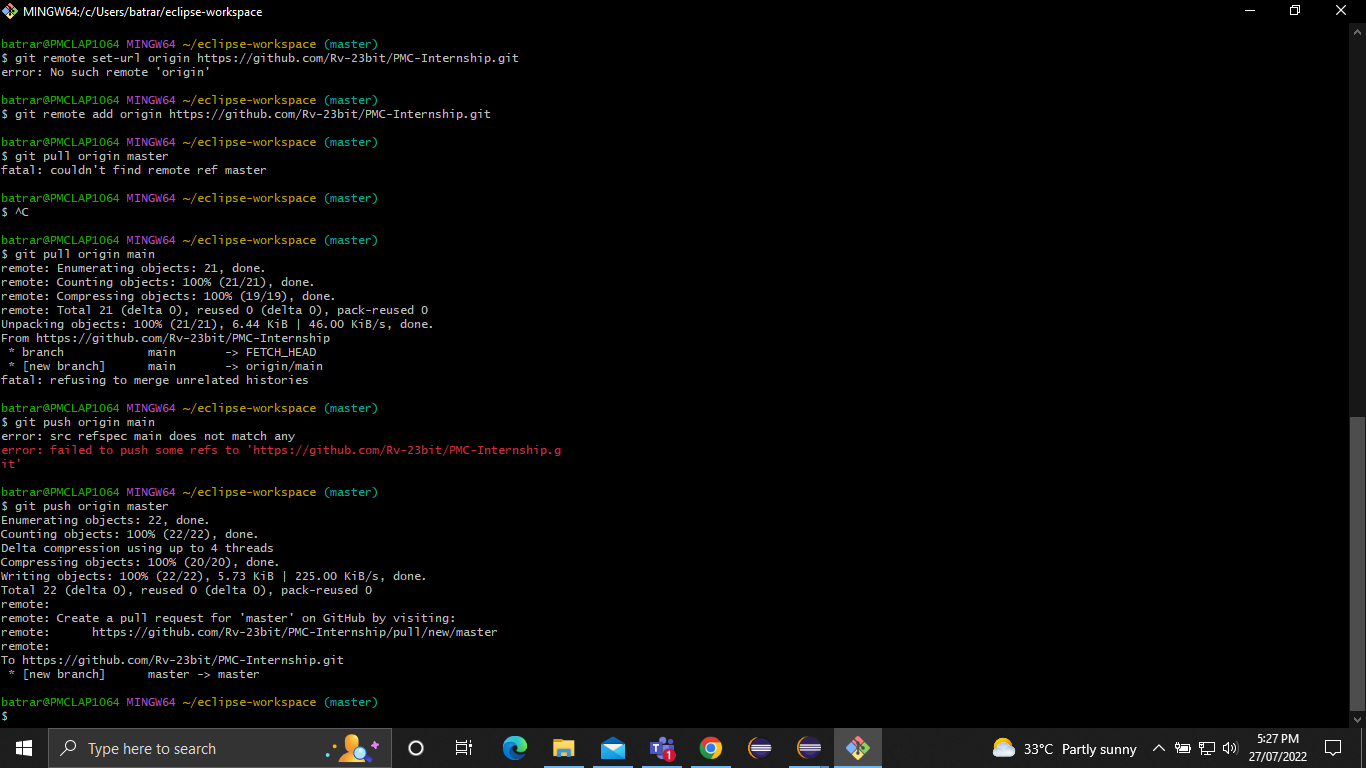 MINGW64:/c/Users/batrar/eclipse-workspace
batrar@PMCLAP1064 MINGW64 ~/eclipse-workspace (master)
$ git remote set-url origin https://github.com/Rv-23bit/PMC-Internship.git
error: No such remote 'origin'
batrar@PMCLAP1064 MINGW64 ~/eclipse-workspace (master)
$ git remote add origin https://github.com/Rv-23bit/PMC-Internship.git
batrar@PMCLAP1064 MINGW64 ~/eclipse-workspace (master)
$ git pull origin master
fatal: couldn't find remote ref master
batrar@PMCLAP1064 MINGW64 ~/eclipse-workspace (master)
$ ^C
batrar@PMCLAP1064 MINGW64 ~/eclipse-workspace (master)
$ git pull origin main
remote: Enumerating objects: 21, done.
remote: Counting objects: 100% (21/21), done.
remote: Compressing objects: 100% (19/19), done.
remote: Total 21 (delta 0), reused 0 (delta 0), pack-reused 0
Unpacking objects: 100% (21/21), 6.44 KiB | 46.00 KiB/s, done.
From https://github.com/Rv-23bit/PMC-Internship
 * branch            main       -> FETCH_HEAD
 * [new branch]      main       -> origin/main
fatal: refusing to merge unrelated histories
batrar@PMCLAP1064 MINGW64 ~/eclipse-workspace (master)
$ git push origin main
error: src refspec main does not match any
error: failed to push some refs to 'https://github.com/Rv-23bit/PMC-Internship.g
it'
batrar@PMCLAP1064 MINGW64 ~/eclipse-workspace (master)
$ git push origin master
Enumerating objects: 22, done.
Counting objects: 100% (22/22), done.
Delta compression using up to 4 threads
Compressing objects: 100% (20/20), done.
Writing objects: 100% (22/22), 5.73 KiB | 225.00 KiB/s, done.
Total 22 (delta 0), reused 0 (delta 0), pack-reused 0
remote:
remote: Create a pull request for 'master' on GitHub by visiting:
remote:      https://github.com/Rv-23bit/PMC-Internship/pull/new/master
remote:
To https://github.com/Rv-23bit/PMC-Internship.git
 * [new branch]      master -> master
batrar@PMCLAP1064 MINGW64 ~/eclipse-workspace (master)
$
Type here to search
1
33°C Partly sunny
5:27 PM
27/07/2022